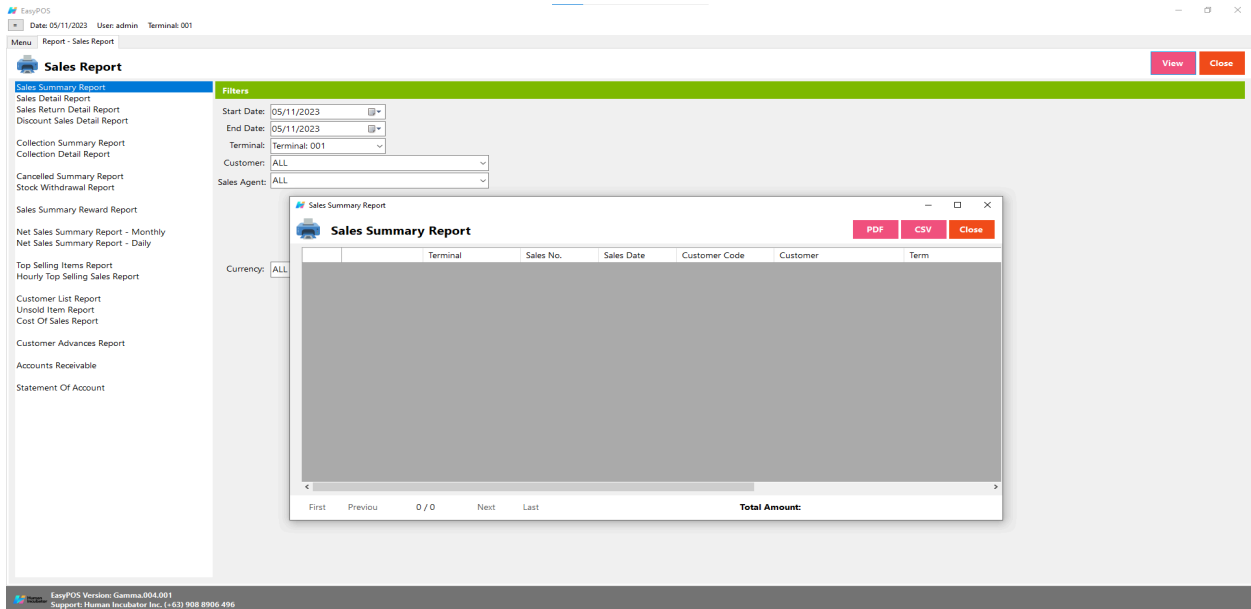 EasyPOS
Date: 05/11/2023 User: admin Terminal: 001
Menu Report - Sales Report
Sales Report View Close
Sales Summary Report
Sales Detail Report
Sales Return Detail Report
Discount Sales Detail Report
Collection Summary Report
Collection Detail Report
Cancelled Summary Report
Stock Withdrawal Report
Sales Summary Reward Report
Net Sales Summary Report - Monthly
Net Sales Summary Report - Daily
Top Selling Items Report
Hourly Top Selling Sales Report
Customer List Report
Unsold Item Report
Cost Of Sales Report
Customer Advances Report
Accounts Receivable
Statement Of Account
Filters
Start Date: 05/11/2023
End Date: 05/11/2023
Terminal: Terminal: 001
Customer: ALL
Sales Agent: ALL
Currency: ALL
Sales Summary Report
Sales Summary Report PDF CSV Close
Terminal Sales No. Sales Date Customer Code Customer Term
First Previou 0 / 0 Next Last Total Amount:
Human Incubator
EasyPOS Version: Gamma.004.001
Support: Human Incubator Inc. (+63) 908 8906 496